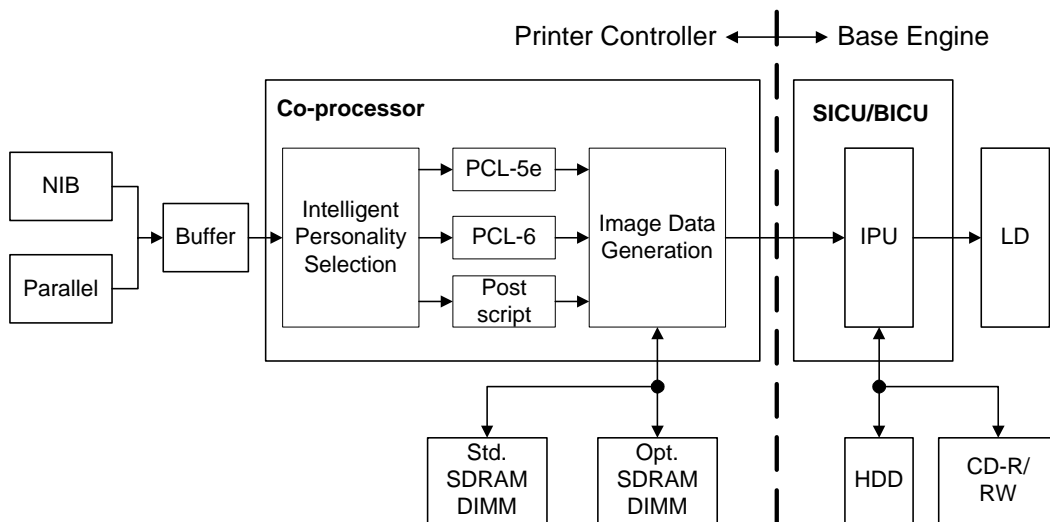 Printer Controller
Base Engine
Co-processor
SICU/BICU
NIB
Parallel
Buffer
Intelligent
Personality
Selection
PCL-5e
PCL-6
Post
script
Image Data
Generation
IPU
LD
Std.
SDRAM
DIMM
Opt.
SDRAM
DIMM
HDD
CD-R/
RW